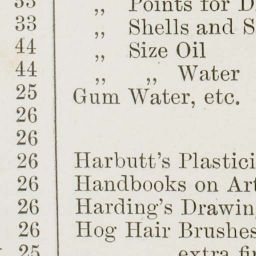 33 „ Points for D
33 „ Shells and S
44 „ Size Oil
44 „ „ Water
25 Gum Water, etc.
26
26
26 Harbutt's Plastici
26 Handbooks on Art
26 Harding's Drawin
26 Hog Hair Brushes
25 extra fi